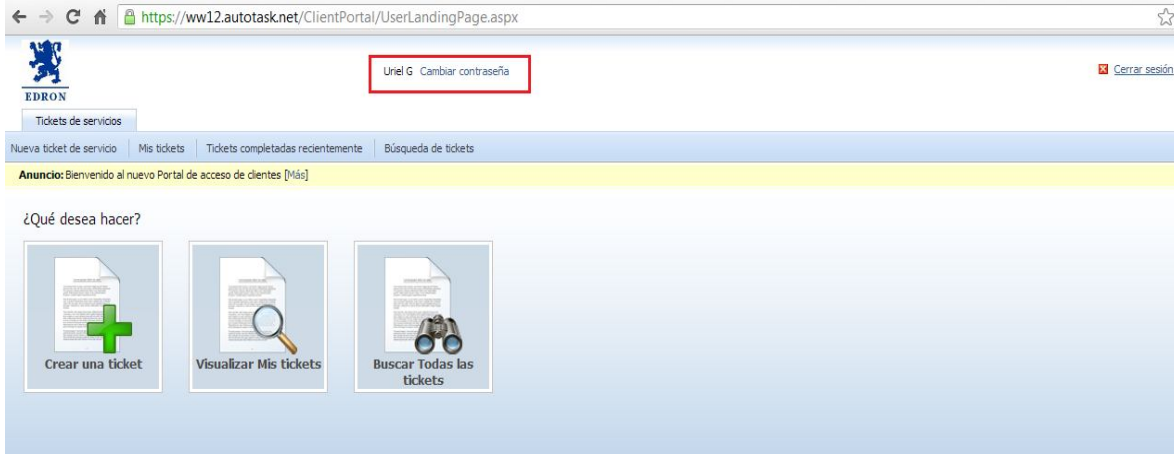 https://ww12.autotask.net/ClientPortal/UserLandingPage.aspx
EDRON
Uriel G Cambiar contraseña
Cerrar sesión
Tickets de servicios
Nueva ticket de servicio Mis tickets Tickets completadas recientemente Búsqueda de tickets
Anuncio: Bienvenido al nuevo Portal de acceso de clientes [Más]
¿Qué desea hacer?
Crear una ticket
Visualizar Mis tickets
Buscar Todas las
tickets